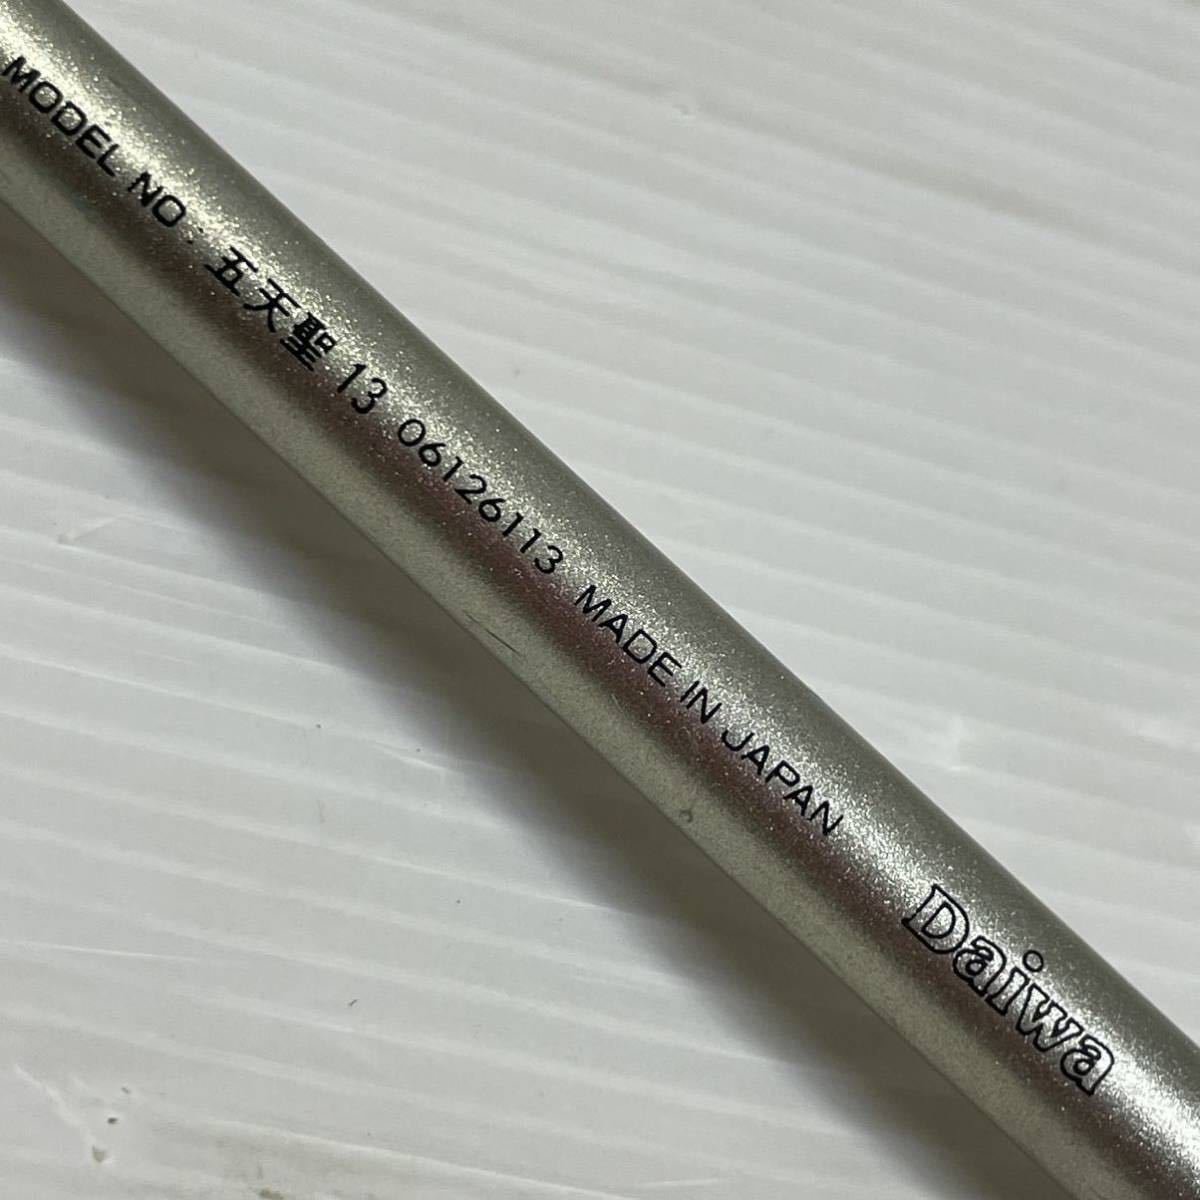 MODEL NO: 五天聖 13 06126113 MADE IN JAPAN
Daiwa